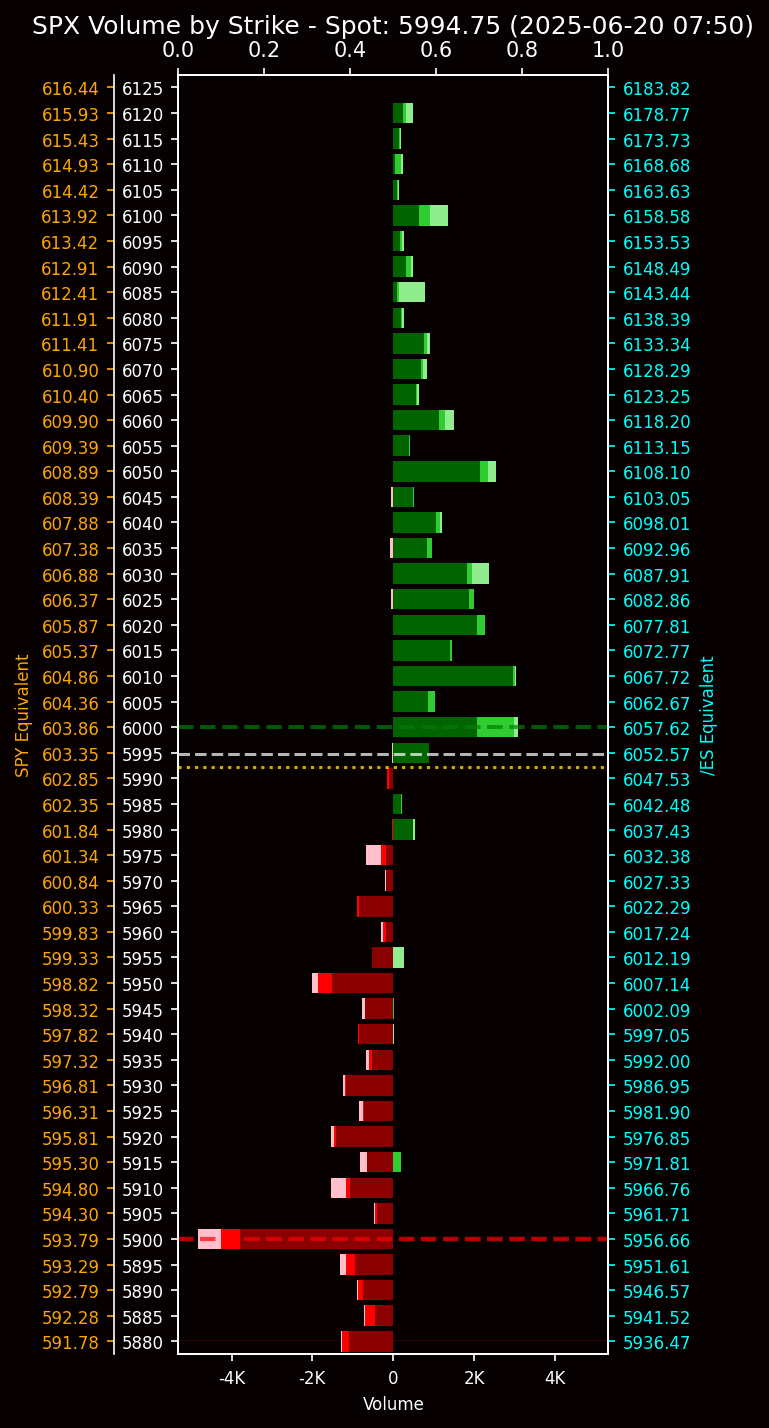 SPX Volume by Strike - Spot: 5994.75 (2025-06-20 07:50)
0.0 0.2 0.4 0.6 0.8 1.0
616.44 6125 6183.82
615.93 6120 6178.77
615.43 6115 6173.73
614.93 6110 6168.68
614.42 6105 6163.63
613.92 6100 6158.58
613.42 6095 6153.53
612.91 6090 6148.49
612.41 6085 6143.44
611.91 6080 6138.39
611.41 6075 6133.34
610.90 6070 6128.29
610.40 6065 6123.25
609.90 6060 6118.20
609.39 6055 6113.15
608.89 6050 6108.10
608.39 6045 6103.05
607.88 6040 6098.01
607.38 6035 6092.96
606.88 6030 6087.91
606.37 6025 6082.86
605.87 6020 6077.81
605.37 6015 6072.77
604.86 6010 6067.72
604.36 6005 6062.67
603.86 6000 6057.62
603.35 5995 6052.57
602.85 5990 6047.53
602.35 5985 6042.48
601.84 5980 6037.43
601.34 5975 6032.38
600.84 5970 6027.33
600.33 5965 6022.29
599.83 5960 6017.24
599.33 5955 6012.19
598.82 5950 6007.14
598.32 5945 6002.09
597.82 5940 5997.05
597.32 5935 5992.00
596.81 5930 5986.95
596.31 5925 5981.90
595.81 5920 5976.85
595.30 5915 5971.81
594.80 5910 5966.76
594.30 5905 5961.71
593.79 5900 5956.66
593.29 5895 5951.61
592.79 5890 5946.57
592.28 5885 5941.52
591.78 5880 5936.47
SPY Equivalent
/ES Equivalent
-4K -2K 0 2K 4K
Volume